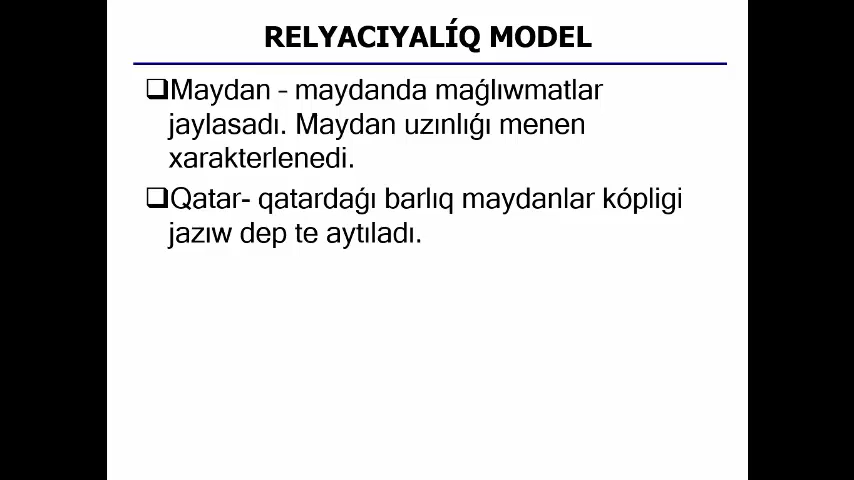 RELYACIYALÍQ MODEL
❑Maydan – maydanda maǵlıwmatlar
jaylasadı. Maydan uzınlıǵı menen
xarakterlenedi.
❑Qatar- qatardaǵı barlıq maydanlar kópligi
jazıw dep te aytıladı.